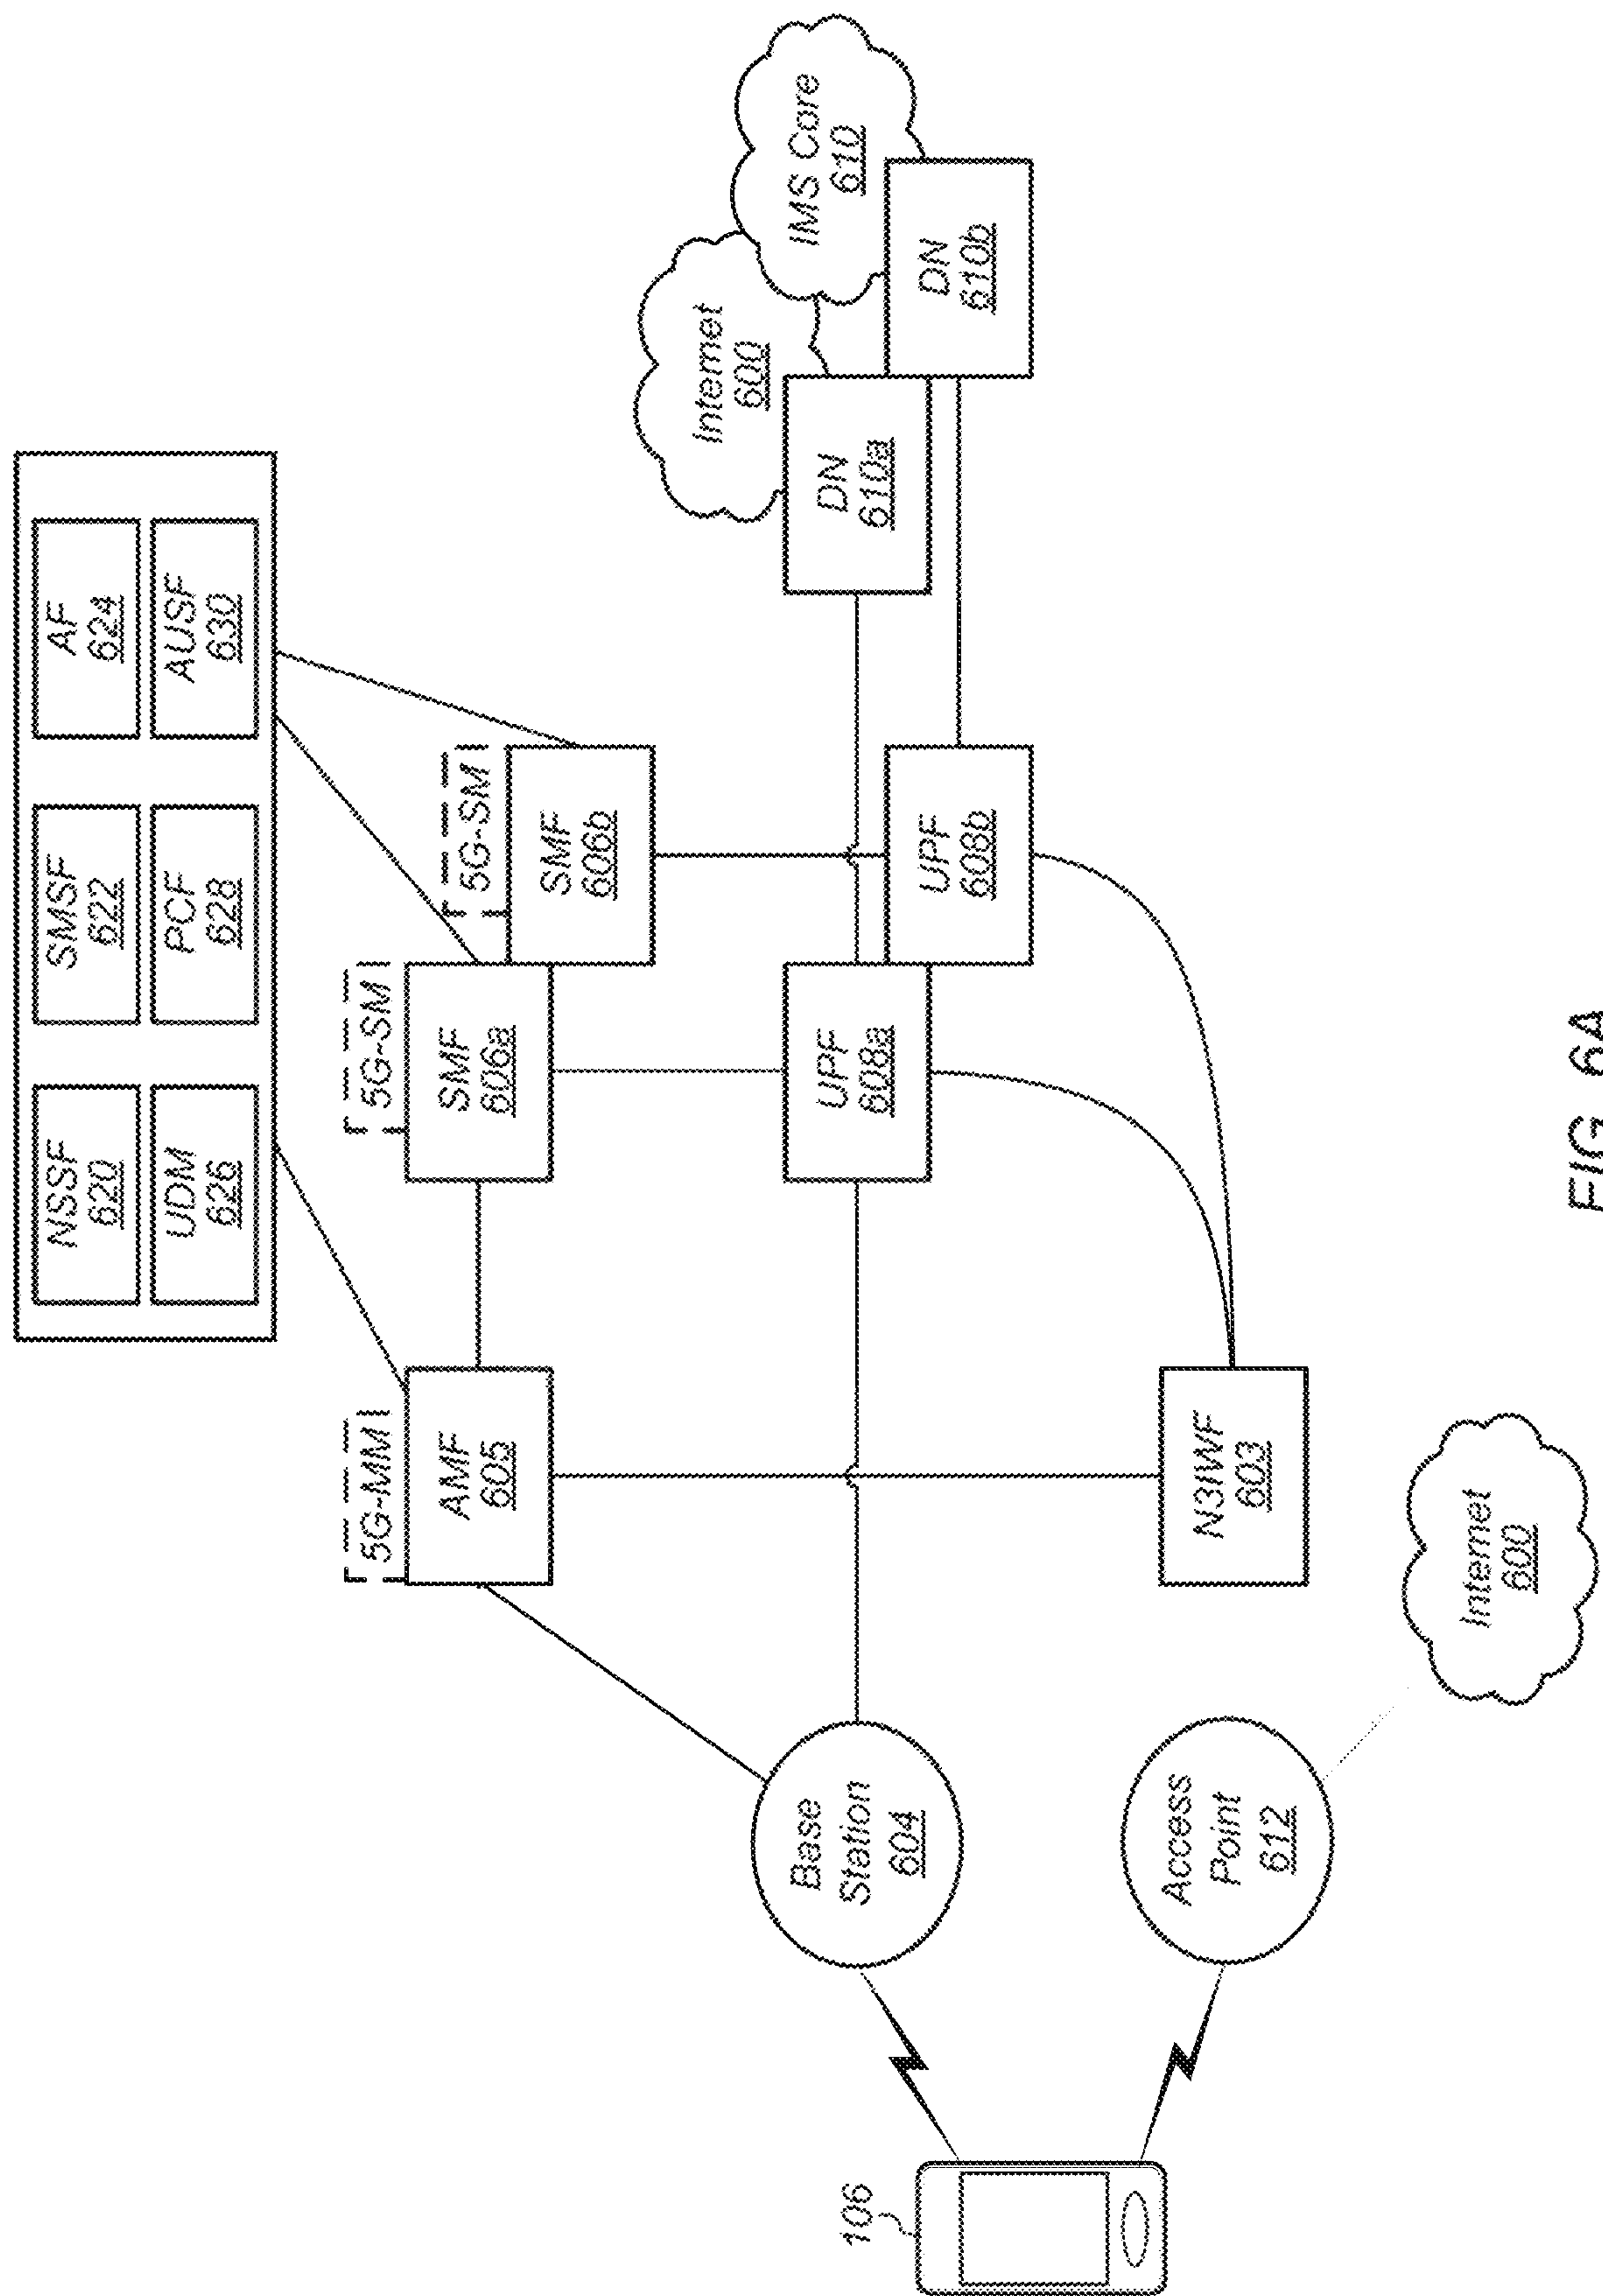 NSSF
620
SMSF
622
AF
624
UDM
626
PCF
628
AUSF
630
5G-MM
AMF
605
5G-SM
SMF
606a
5G-SM
SMF
606b
Internet
600
IMS Core
610
Base
Station
604
UPF
608a
UPF
608b
DN
610a
DN
610b
106
Access
Point
612
N3IWF
603
Internet
600
FIG. 6A